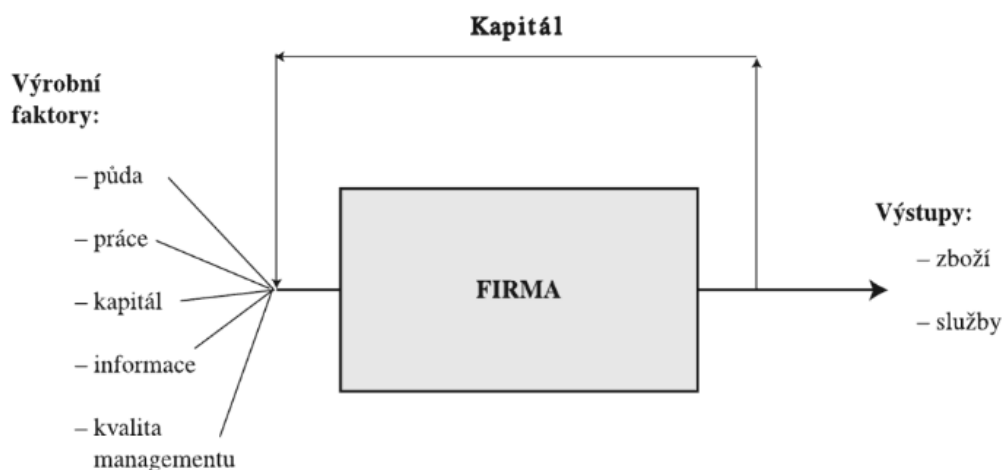 Kapitál
Výrobní
faktory:
– půda
– práce
– kapitál
– informace
– kvalita
managementu
FIRMA
Výstupy:
– zboží
– služby